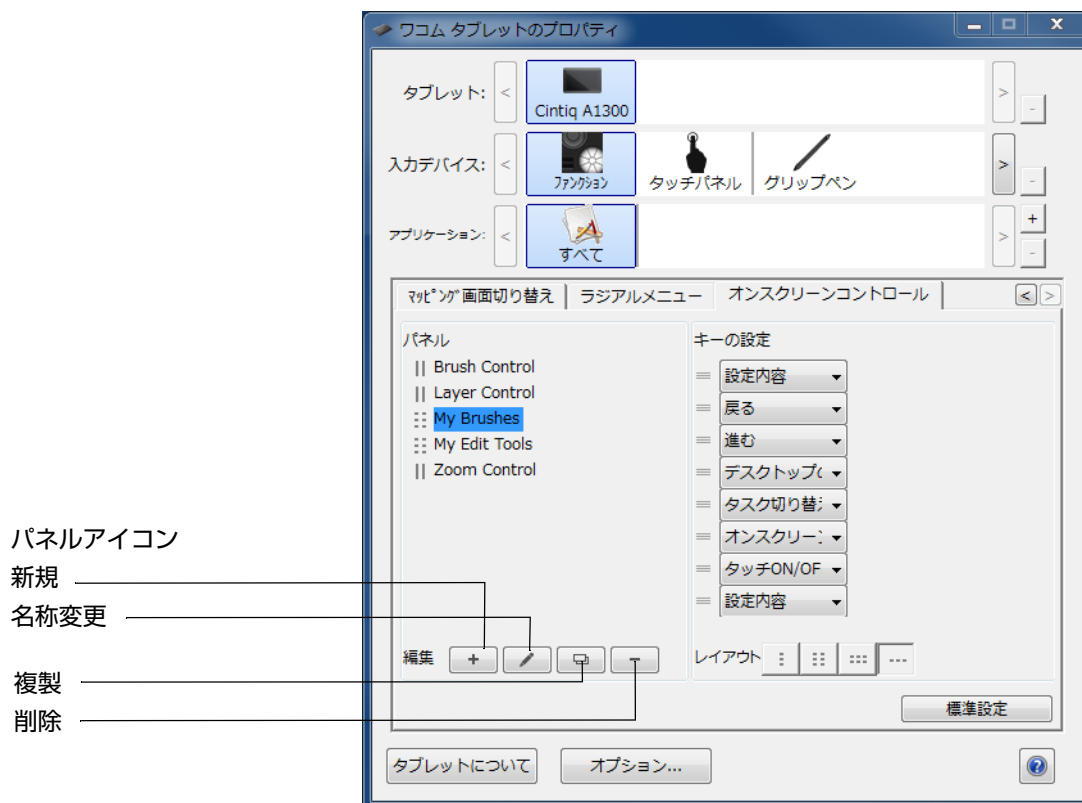 ワコム タブレットのプロパティ
タブレット:
<
Cintiq A1300
>
-
入力デバイス:
<
ファンクション
タッチパネル
グリップペン
>
-
アプリケーション:
<
すべて
>
+
-
マッピング画面切り替え
ラジアルメニュー
オンスクリーンコントロール
<
>
パネル
Brush Control
Layer Control
My Brushes
My Edit Tools
Zoom Control
キーの設定
設定内容
戻る
進む
デスクトップの
タスク切り替え
オンスクリーン
タッチON/OF
設定内容
パネルアイコン
新規
名称変更
複製
削除
編集
+
-
レイアウト
標準設定
タブレットについて
オプション...
?